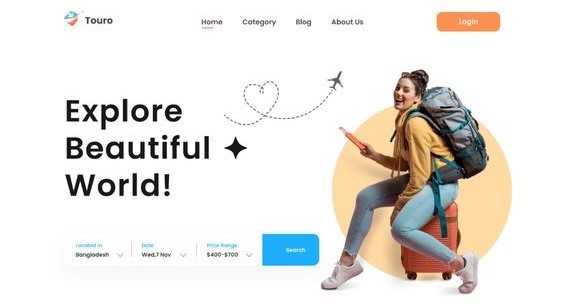 Touro
Home Category Blog About Us Login
Explore
Beautiful
World!
Located in Date Price Range
Bangladesh Wed,7 Nov $400-$700 Search